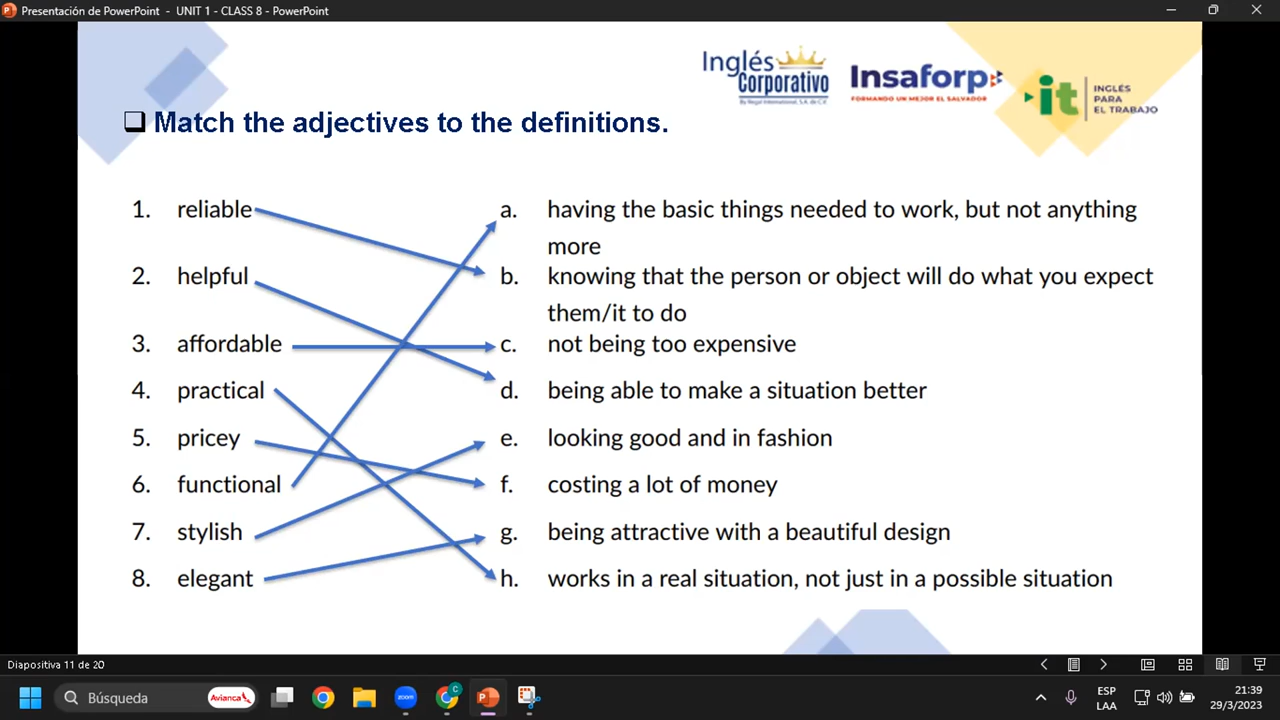 Presentación de PowerPoint - UNIT 1 - CLASS 8 - PowerPoint
Inglés
Corporativo
By Regal International, S.A. de C.V.
Insaforp
FORMANDO UN MEJOR EL SALVADOR
it
INGLÉS
PARA
EL TRABAJO
Match the adjectives to the definitions.
1. reliable
2. helpful
3. affordable
4. practical
5. pricey
6. functional
7. stylish
8. elegant
a. having the basic things needed to work, but not anything
more
b. knowing that the person or object will do what you expect
them/it to do
c. not being too expensive
d. being able to make a situation better
e. looking good and in fashion
f. costing a lot of money
g. being attractive with a beautiful design
h. works in a real situation, not just in a possible situation
Diapositiva 11 de 20
Búsqueda
Avianca
zoom
C
ESP
LAA
21:39
29/3/2023